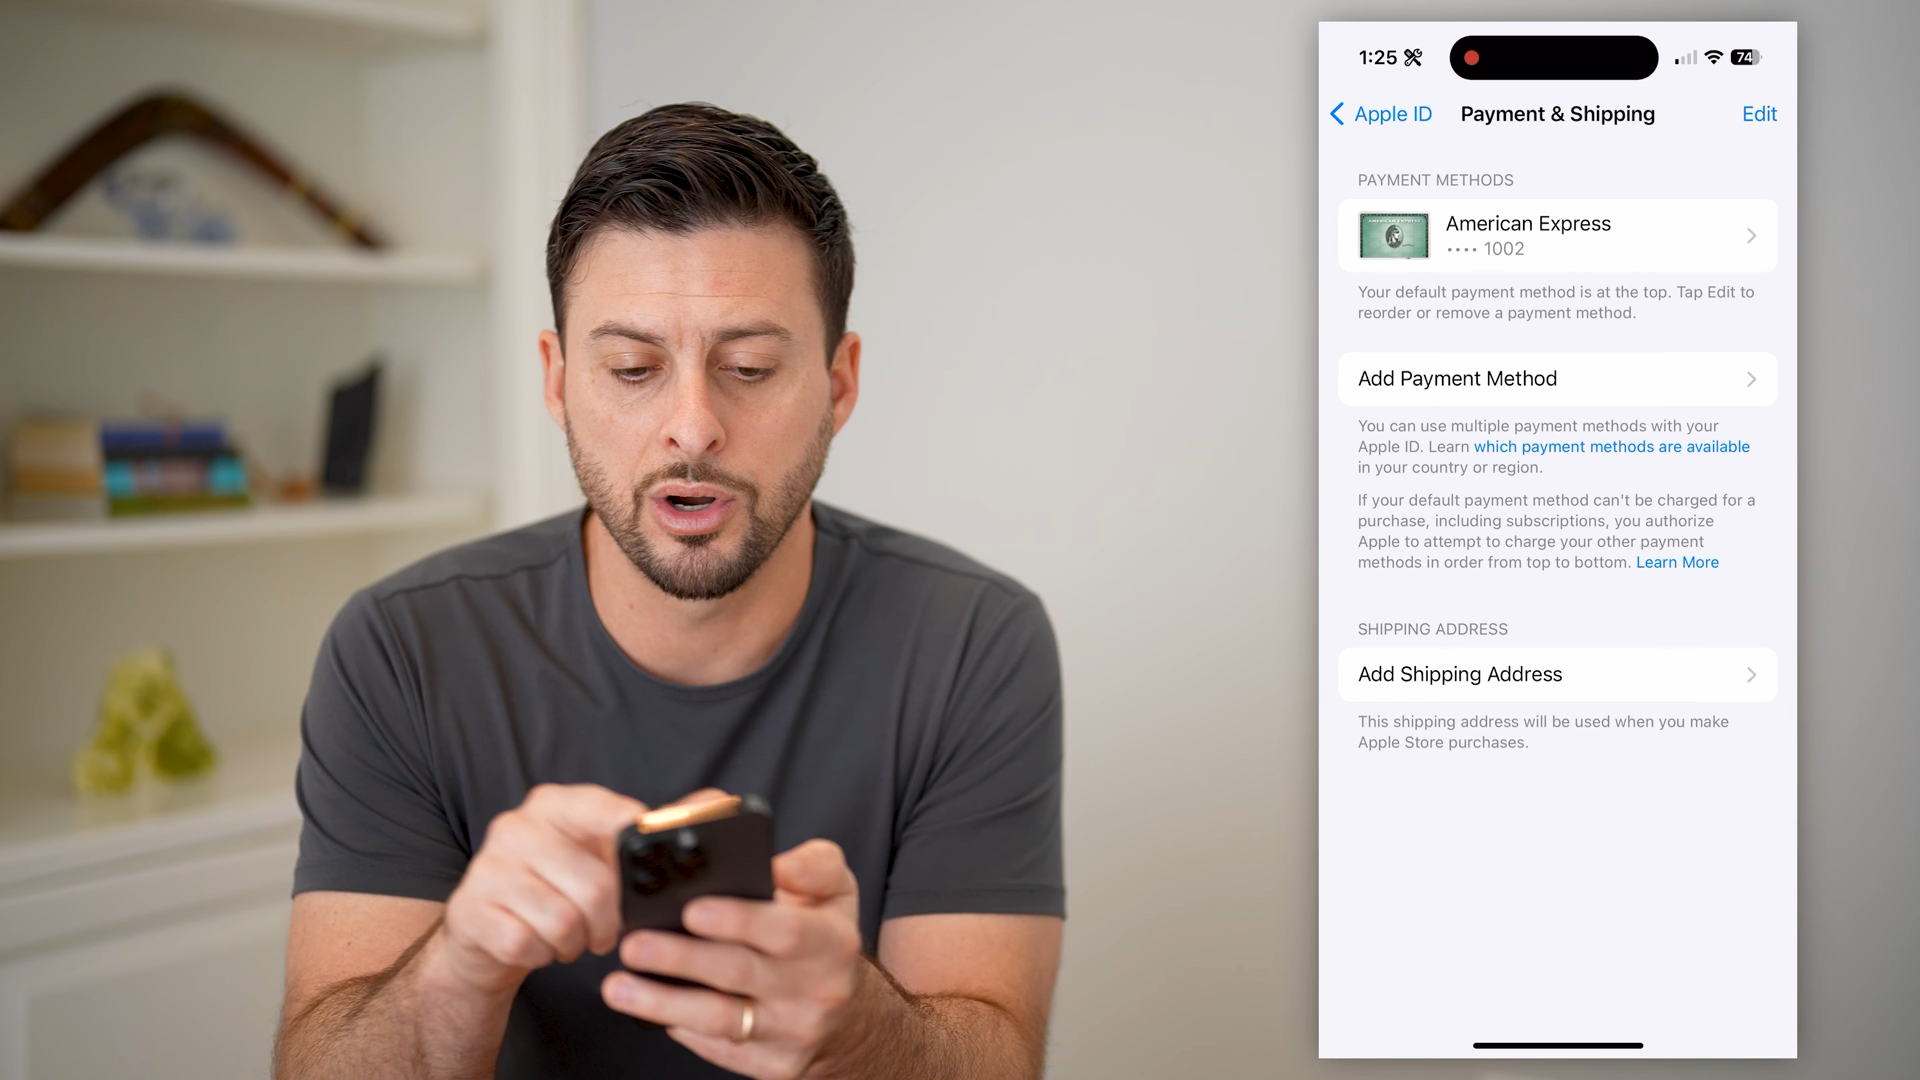 1:25
74
Apple ID
Payment & Shipping
Edit
PAYMENT METHODS
American Express
•••• 1002
Your default payment method is at the top. Tap Edit to
reorder or remove a payment method.
Add Payment Method
You can use multiple payment methods with your
Apple ID. Learn which payment methods are available
in your country or region.
If your default payment method can't be charged for a
purchase, including subscriptions, you authorize
Apple to attempt to charge your other payment
methods in order from top to bottom. Learn More
SHIPPING ADDRESS
Add Shipping Address
This shipping address will be used when you make
Apple Store purchases.